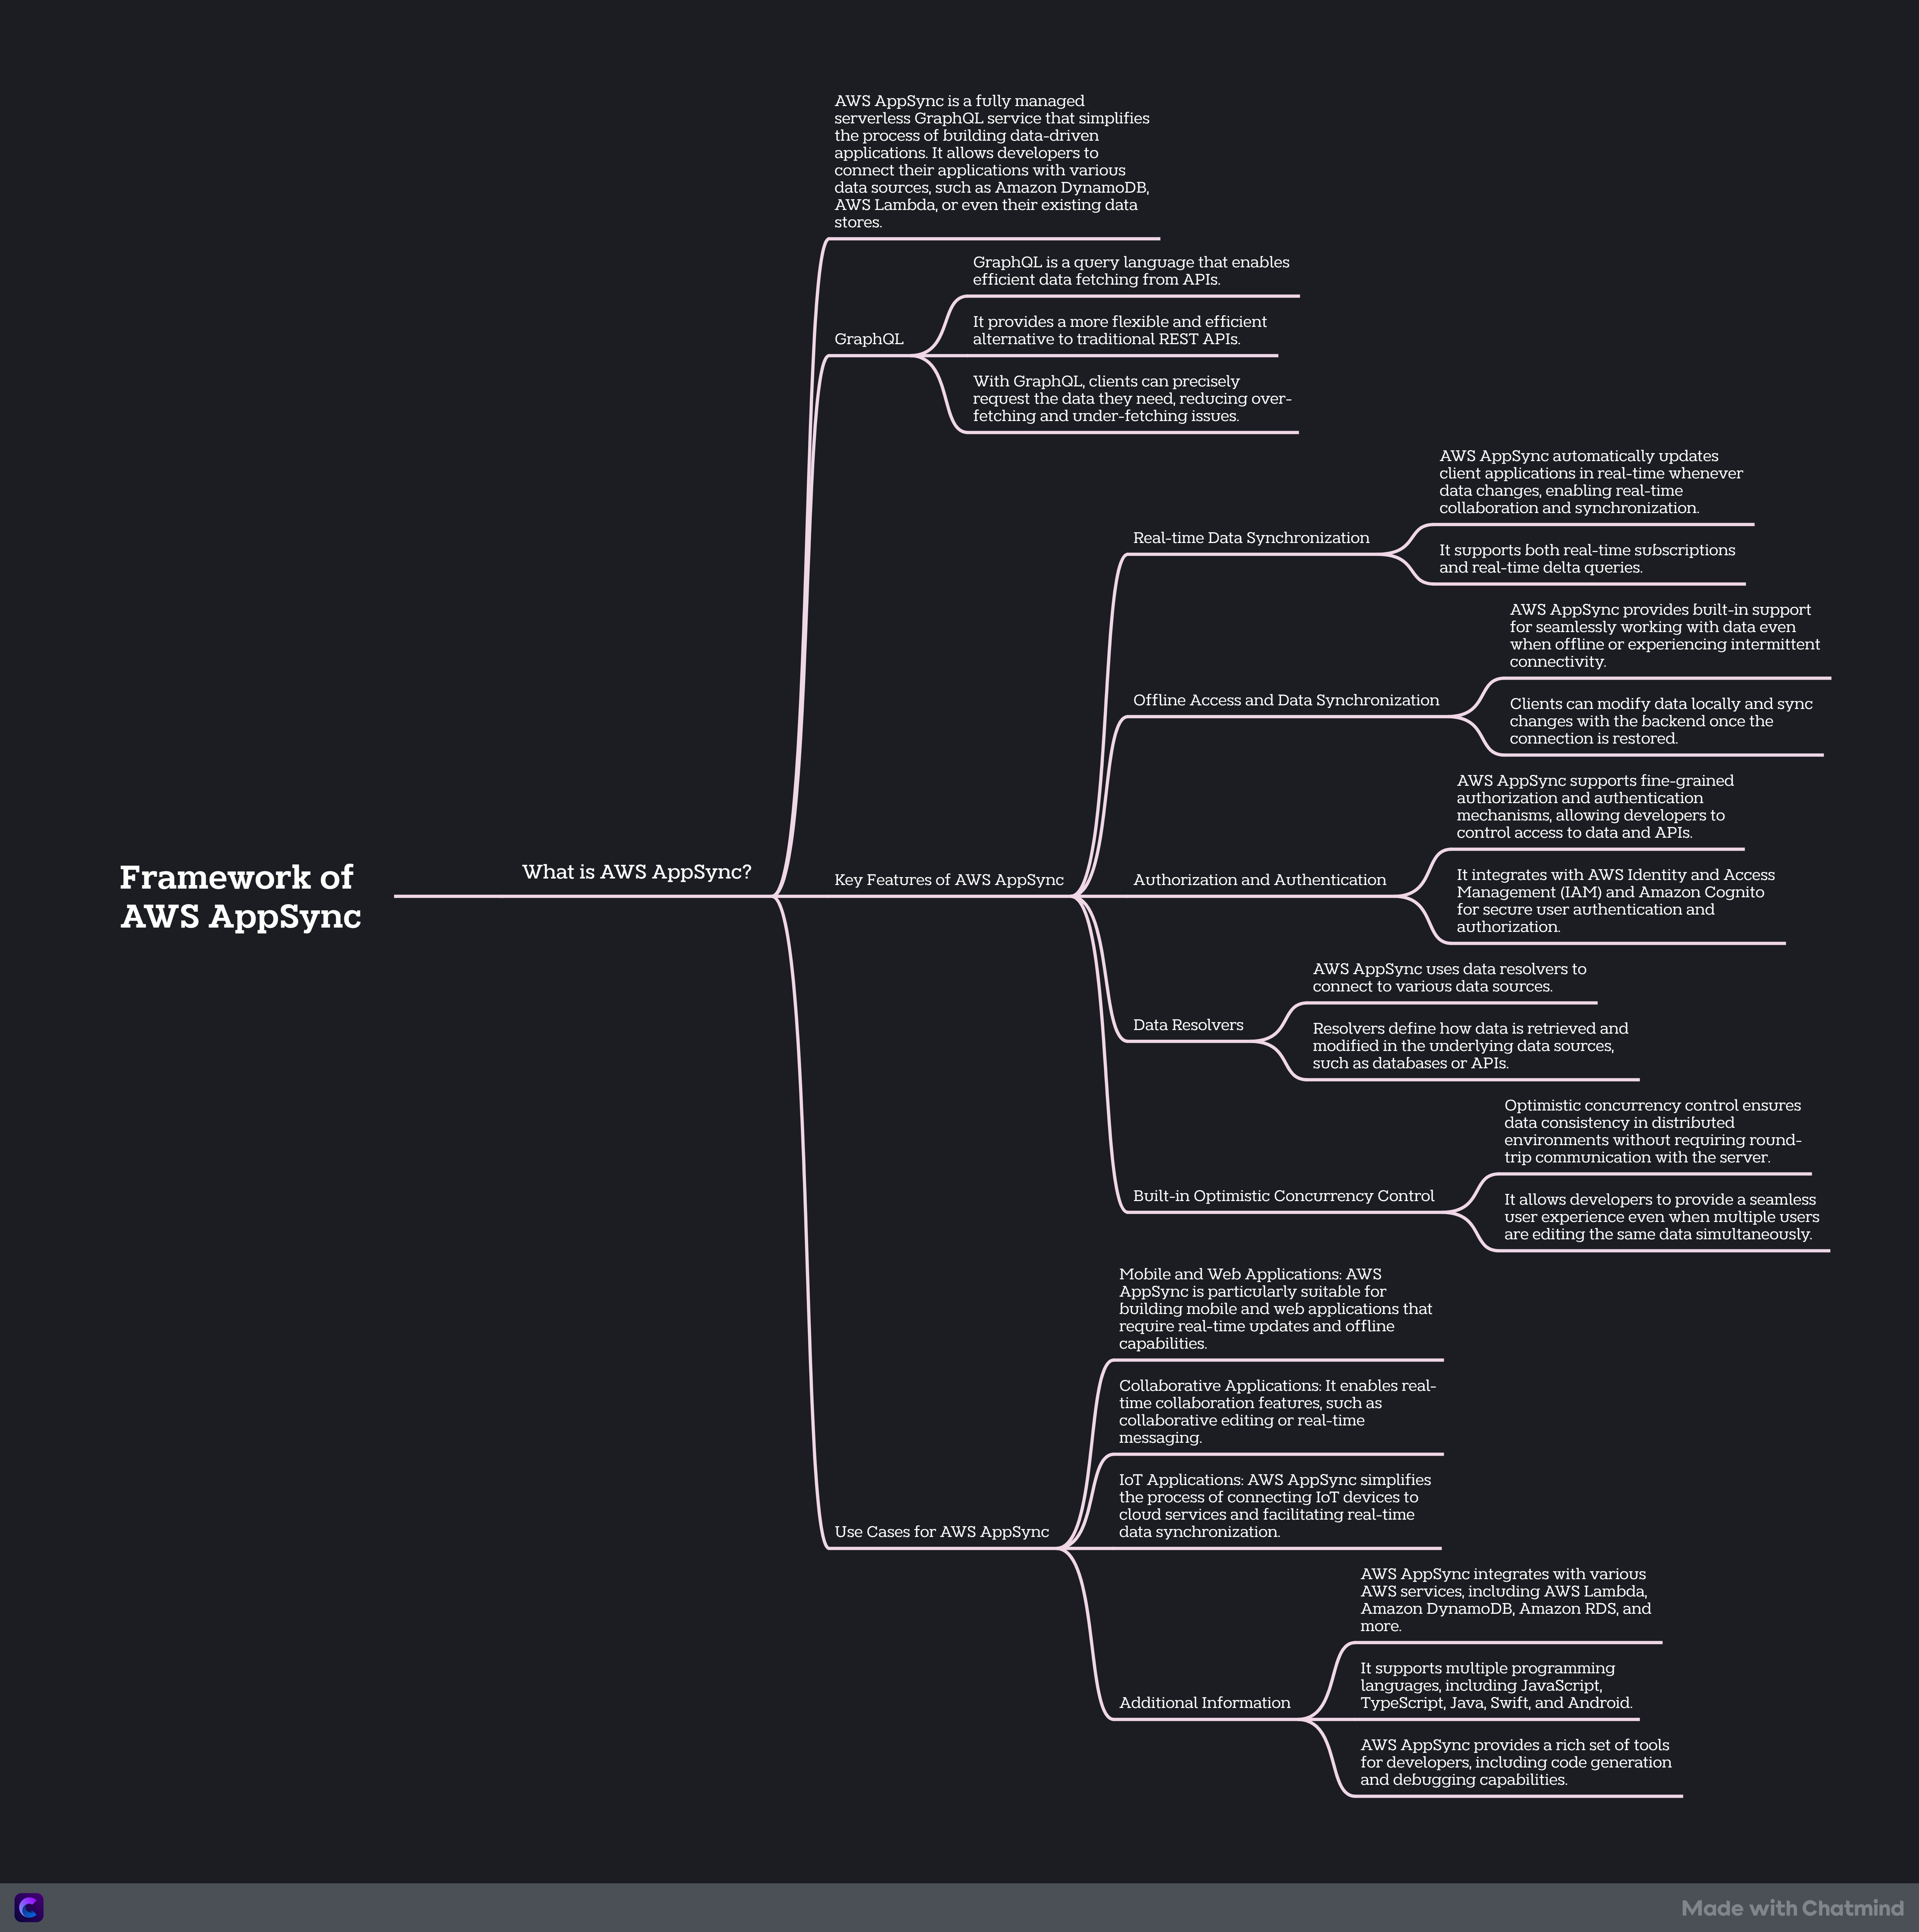 AWS AppSync is a fully managed
serverless GraphQL service that simplifies
the process of building data-driven
applications. It allows developers to
connect their applications with various
data sources, such as Amazon DynamoDB,
AWS Lambda, or even their existing data
stores.
GraphQL is a query language that enables
efficient data fetching from APIs.
GraphQL
It provides a more flexible and efficient
alternative to traditional REST APIs.
With GraphQL, clients can precisely
request the data they need, reducing over-
fetching and under-fetching issues.
AWS AppSync automatically updates
client applications in real-time whenever
data changes, enabling real-time
collaboration and synchronization.
Real-time Data Synchronization
It supports both real-time subscriptions
and real-time delta queries.
AWS AppSync provides built-in support
for seamlessly working with data even
when offline or experiencing intermittent
connectivity.
Offline Access and Data Synchronization
Clients can modify data locally and sync
changes with the backend once the
connection is restored.
AWS AppSync supports fine-grained
authorization and authentication
mechanisms, allowing developers to
control access to data and APIs.
Framework of
AWS AppSync
What is AWS AppSync?
Key Features of AWS AppSync
Authorization and Authentication
It integrates with AWS Identity and Access
Management (IAM) and Amazon Cognito
for secure user authentication and
authorization.
AWS AppSync uses data resolvers to
connect to various data sources.
Data Resolvers
Resolvers define how data is retrieved and
modified in the underlying data sources,
such as databases or APIs.
Optimistic concurrency control ensures
data consistency in distributed
environments without requiring round-
trip communication with the server.
Built-in Optimistic Concurrency Control
It allows developers to provide a seamless
user experience even when multiple users
are editing the same data simultaneously.
Mobile and Web Applications: AWS
AppSync is particularly suitable for
building mobile and web applications that
require real-time updates and offline
capabilities.
Collaborative Applications: It enables real-
time collaboration features, such as
collaborative editing or real-time
messaging.
IoT Applications: AWS AppSync simplifies
the process of connecting IoT devices to
cloud services and facilitating real-time
data synchronization.
Use Cases for AWS AppSync
AWS AppSync integrates with various
AWS services, including AWS Lambda,
Amazon DynamoDB, Amazon RDS, and
more.
Additional Information
It supports multiple programming
languages, including JavaScript,
TypeScript, Java, Swift, and Android.
AWS AppSync provides a rich set of tools
for developers, including code generation
and debugging capabilities.
Made with Chatmind